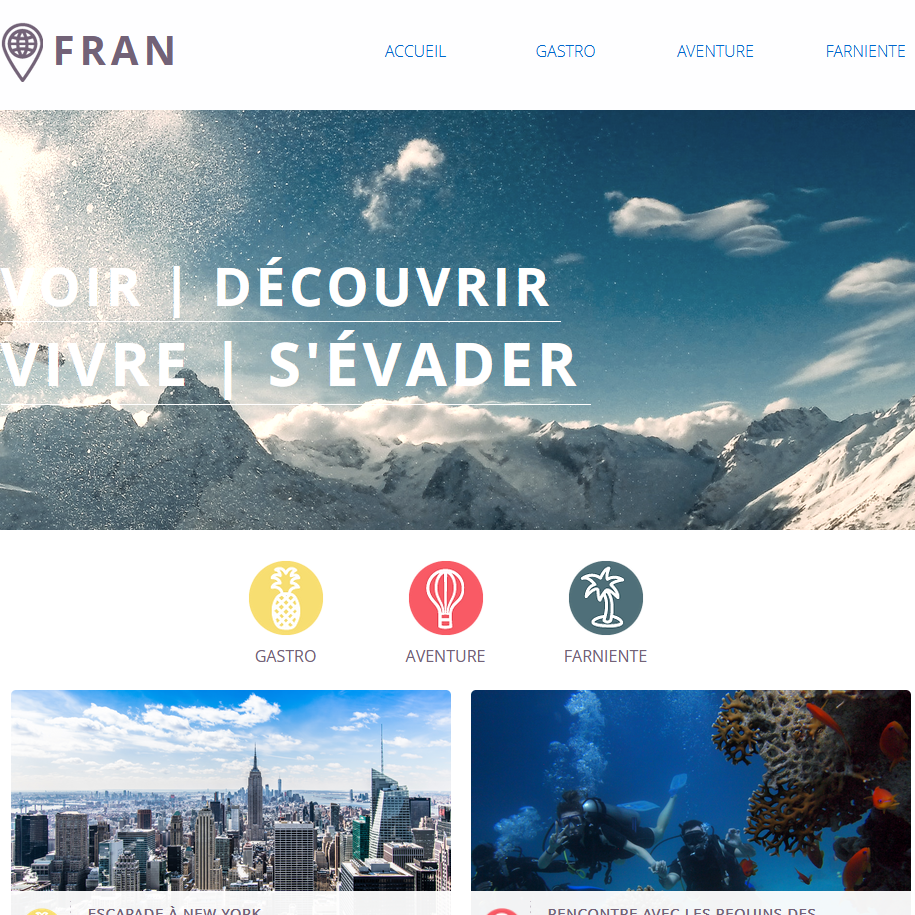 FRAN
ACCUEIL GASTRO AVENTURE FARNIENTE
VOIR | DÉCOUVRIR
VIVRE | S'ÉVADER
GASTRO AVENTURE FARNIENTE
ESCAPADE À NEW YORK
RENCONTRE AVEC LES REQUINS DES